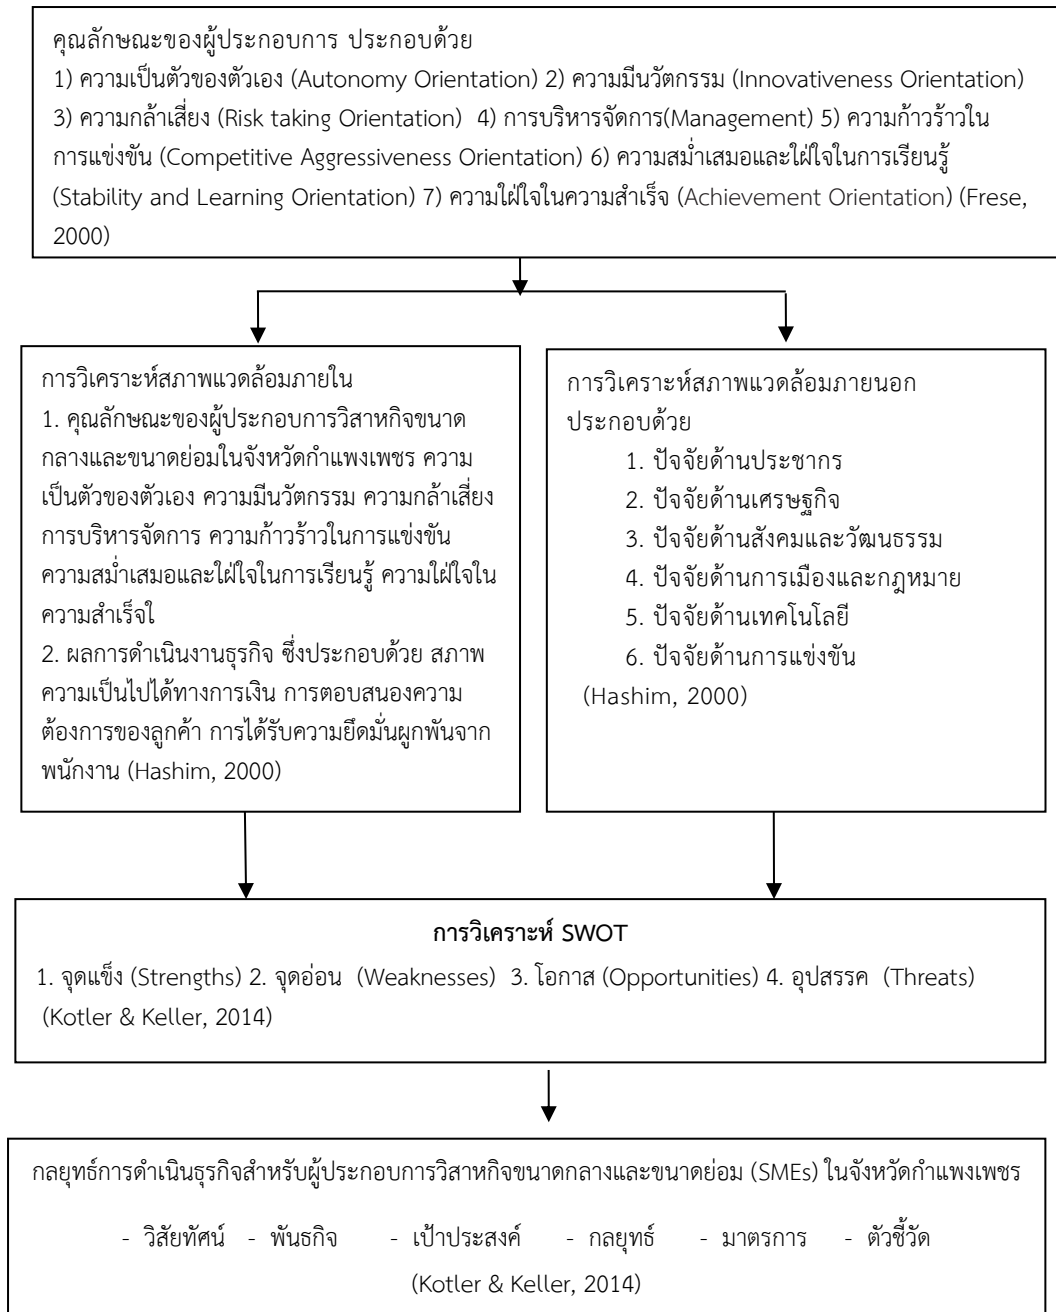 คุณลักษณะของผู้ประกอบการ ประกอบด้วย
1) ความเป็นตัวของตัวเอง (Autonomy Orientation) 2) ความมีนวัตกรรม (Innovativeness Orientation)
3) ความกล้าเสี่ยง (Risk taking Orientation) 4) การบริหารจัดการ(Management) 5) ความก้าวร้าวใน
การแข่งขัน (Competitive Aggressiveness Orientation) 6) ความสม่ำเสมอและใฝ่ใจในการเรียนรู้
(Stability and Learning Orientation) 7) ความใฝ่ใจในความสำเร็จ (Achievement Orientation) (Frese,
2000)
การวิเคราะห์สภาพแวดล้อมภายใน
1. คุณลักษณะของผู้ประกอบการวิสาหกิจขนาด
กลางและขนาดย่อมในจังหวัดกำแพงเพชร ความ
เป็นตัวของตัวเอง ความมีนวัตกรรม ความกล้าเสี่ยง
การบริหารจัดการ ความก้าวร้าวในการแข่งขัน
ความสม่ำเสมอและใฝ่ใจในการเรียนรู้ ความใฝ่ใจใน
ความสำเร็จใ
2. ผลการดำเนินงานธุรกิจ ซึ่งประกอบด้วย สภาพ
ความเป็นไปได้ทางการเงิน การตอบสนองความ
ต้องการของลูกค้า การได้รับความยึดมั่นผูกพันจาก
พนักงาน (Hashim, 2000)
การวิเคราะห์สภาพแวดล้อมภายนอก
ประกอบด้วย
1. ปัจจัยด้านประชากร
2. ปัจจัยด้านเศรษฐกิจ
3. ปัจจัยด้านสังคมและวัฒนธรรม
4. ปัจจัยด้านการเมืองและกฎหมาย
5. ปัจจัยด้านเทคโนโลยี
6. ปัจจัยด้านการแข่งขัน
(Hashim, 2000)
การวิเคราะห์ SWOT
1. จุดแข็ง (Strengths) 2. จุดอ่อน (Weaknesses) 3. โอกาส (Opportunities) 4. อุปสรรค (Threats)
(Kotler & Keller, 2014)
กลยุทธ์การดำเนินธุรกิจสำหรับผู้ประกอบการวิสาหกิจขนาดกลางและขนาดย่อม (SMEs) ในจังหวัดกำแพงเพชร
- วิสัยทัศน์ - พันธกิจ - เป้าประสงค์ - กลยุทธ์ - มาตรการ - ตัวชี้วัด
(Kotler & Keller, 2014)